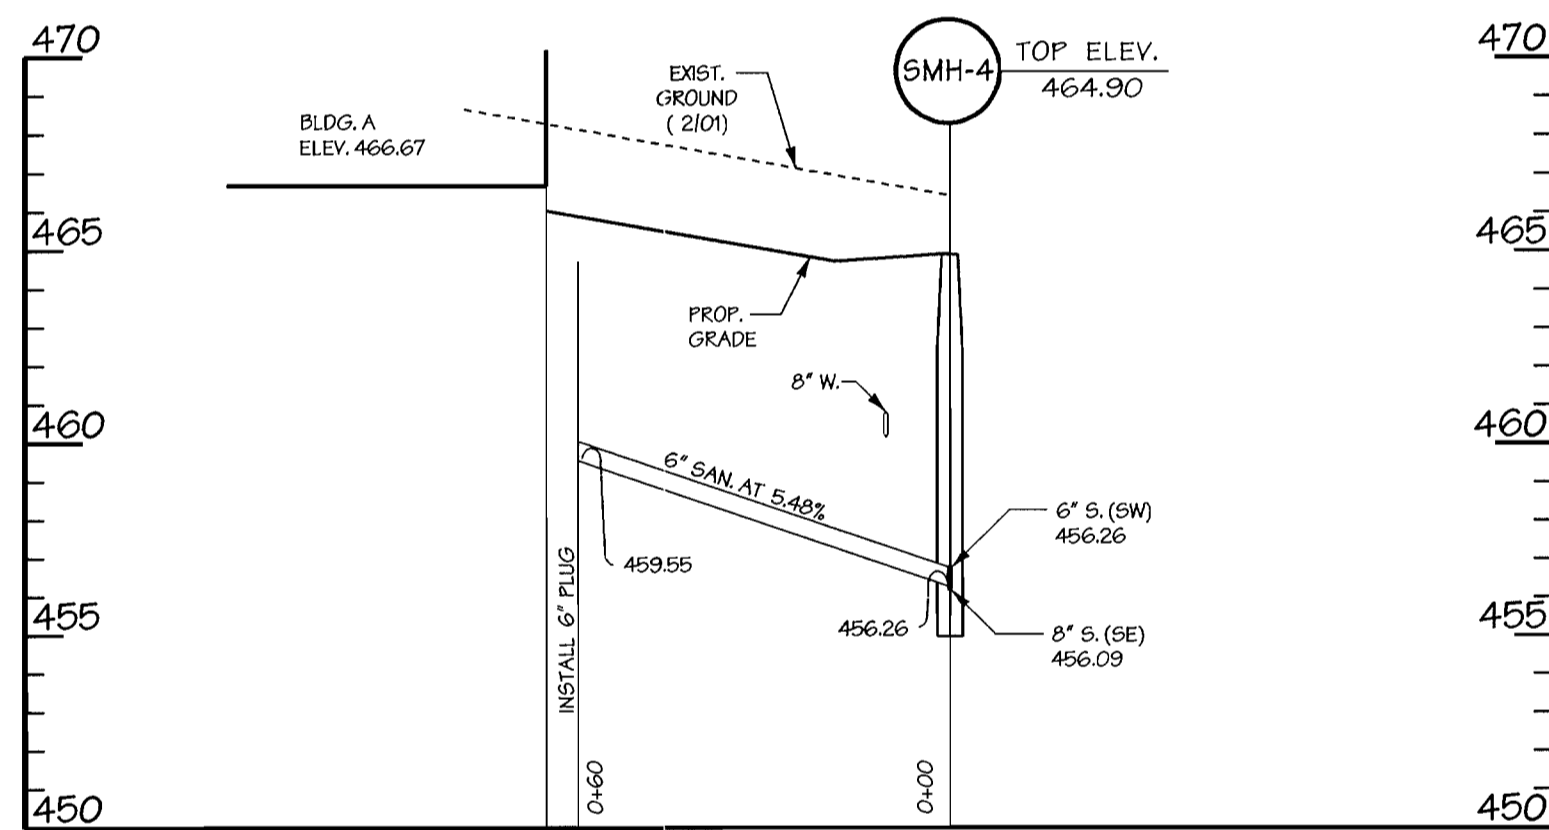 470
470
SMH-4
TOP ELEV.
464.90
EXIST.
GROUND
( 2/01)
BLDG. A
ELEV. 466.67
465
465
PROP.
GRADE
8" W.
460
460
6" SAN. AT 5.48%
6" S. (SW)
456.26
459.55
INSTALL 6" PLUG
456.26
8" S. (SE)
456.09
455
455
0+60
0+00
450
450